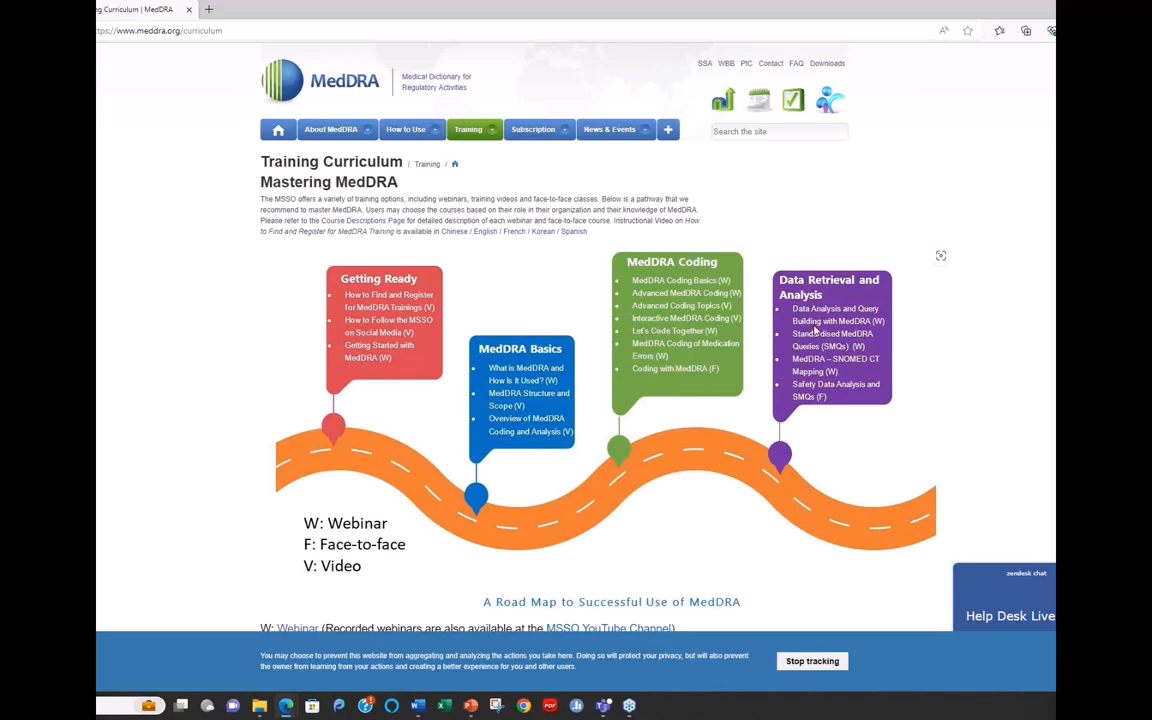 ng Curriculum | MedDRA
ttps://www.meddra.org/curriculum
SSA WBB PtC Contact FAQ Downloads
MedDRA
Medical Dictionary for
Regulatory Activities
About MedDRA
How to Use
Training
Subscription
News & Events
Search the site
Training Curriculum / Training /
Mastering MedDRA
The MSSO offers a variety of training options, including webinars, training videos and face-to-face classes. Below is a pathway that we
recommend to master MedDRA. Users may choose the courses based on their role in their organization and their knowledge of MedDRA.
Please refer to the Course Descriptions Page for detailed description of each webinar and face-to-face course. Instructional Video on How
to Find and Register for MedDRA Training is available in Chinese / English / French / Korean / Spanish
Getting Ready
How to Find and Register
for MedDRA Trainings (V)
How to Follow the MSSO
on Social Media (V)
Getting Started with
MedDRA (W)
MedDRA Basics
What is MedDRA and
How Is It Used? (W)
MedDRA Structure and
Scope (V)
Overview of MedDRA
Coding and Analysis (V)
MedDRA Coding
MedDRA Coding Basics (W)
Advanced MedDRA Coding (W)
Advanced Coding Topics (V)
Interactive MedDRA Coding (V)
Let's Code Together (W)
MedDRA Coding of Medication
Errors (W)
Coding with MedDRA (F)
Data Retrieval and
Analysis
Data Analysis and Query
Building with MedDRA (W)
Standardised MedDRA
Queries (SMQs) (W)
MedDRA – SNOMED CT
Mapping (W)
Safety Data Analysis and
SMQs (F)
W: Webinar
F: Face-to-face
V: Video
A Road Map to Successful Use of MedDRA
W: Webinar (Recorded webinars are also available at the MSSO YouTube Channel)
zendesk chat
Help Desk Live
You may choose to prevent this website from aggregating and analyzing the actions you take here. Doing so will protect your privacy, but will also prevent
the owner from learning from your actions and creating a better experience for you and other users.
Stop tracking